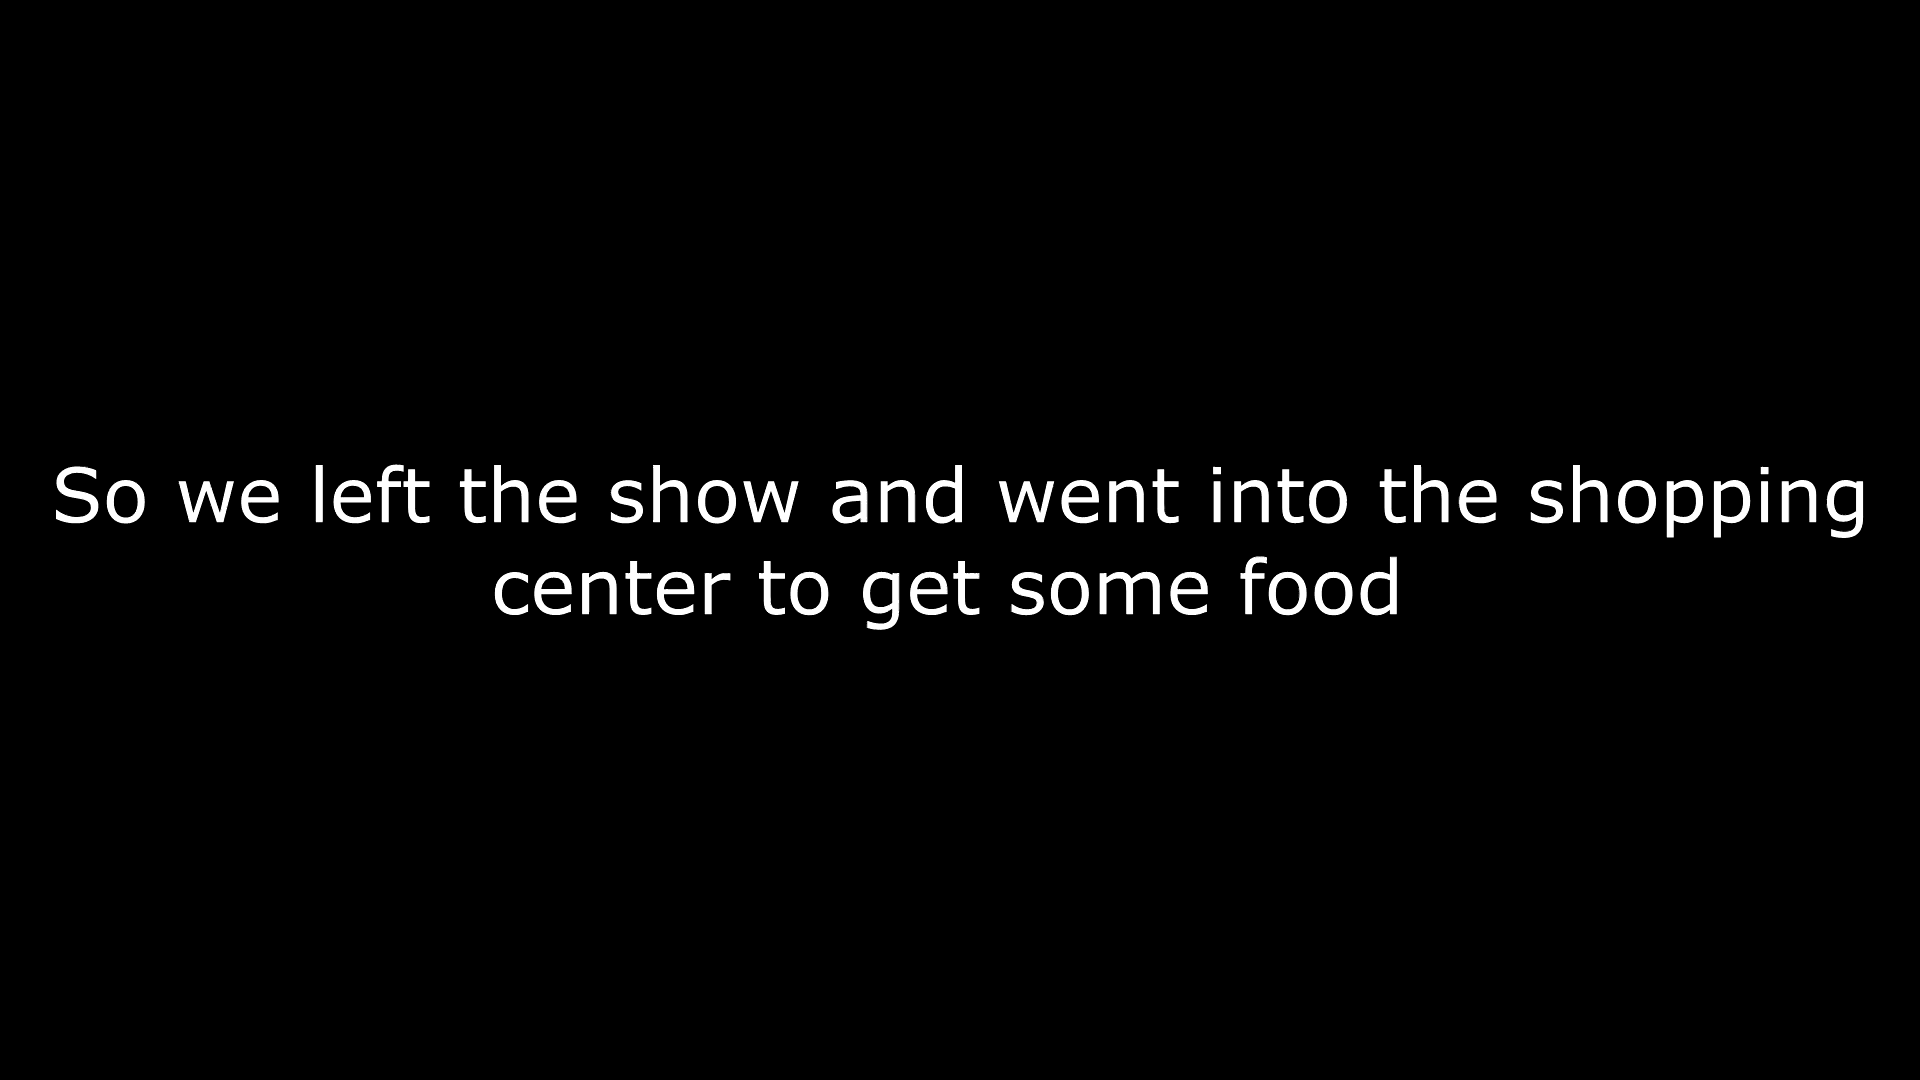 So we left the show and went into the shopping
center to get some food